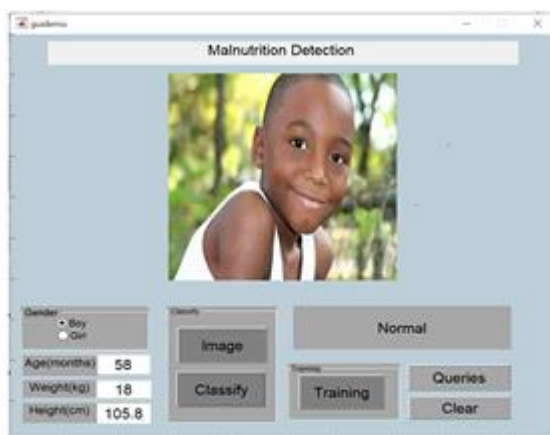 guidemo
Malnutrition Detection
Gender
Boy
Girl
Age(months) 58
Weight(kg) 18
Height(cm) 105.8
Classify
Image
Classify
Normal
Training
Training
Queries
Clear